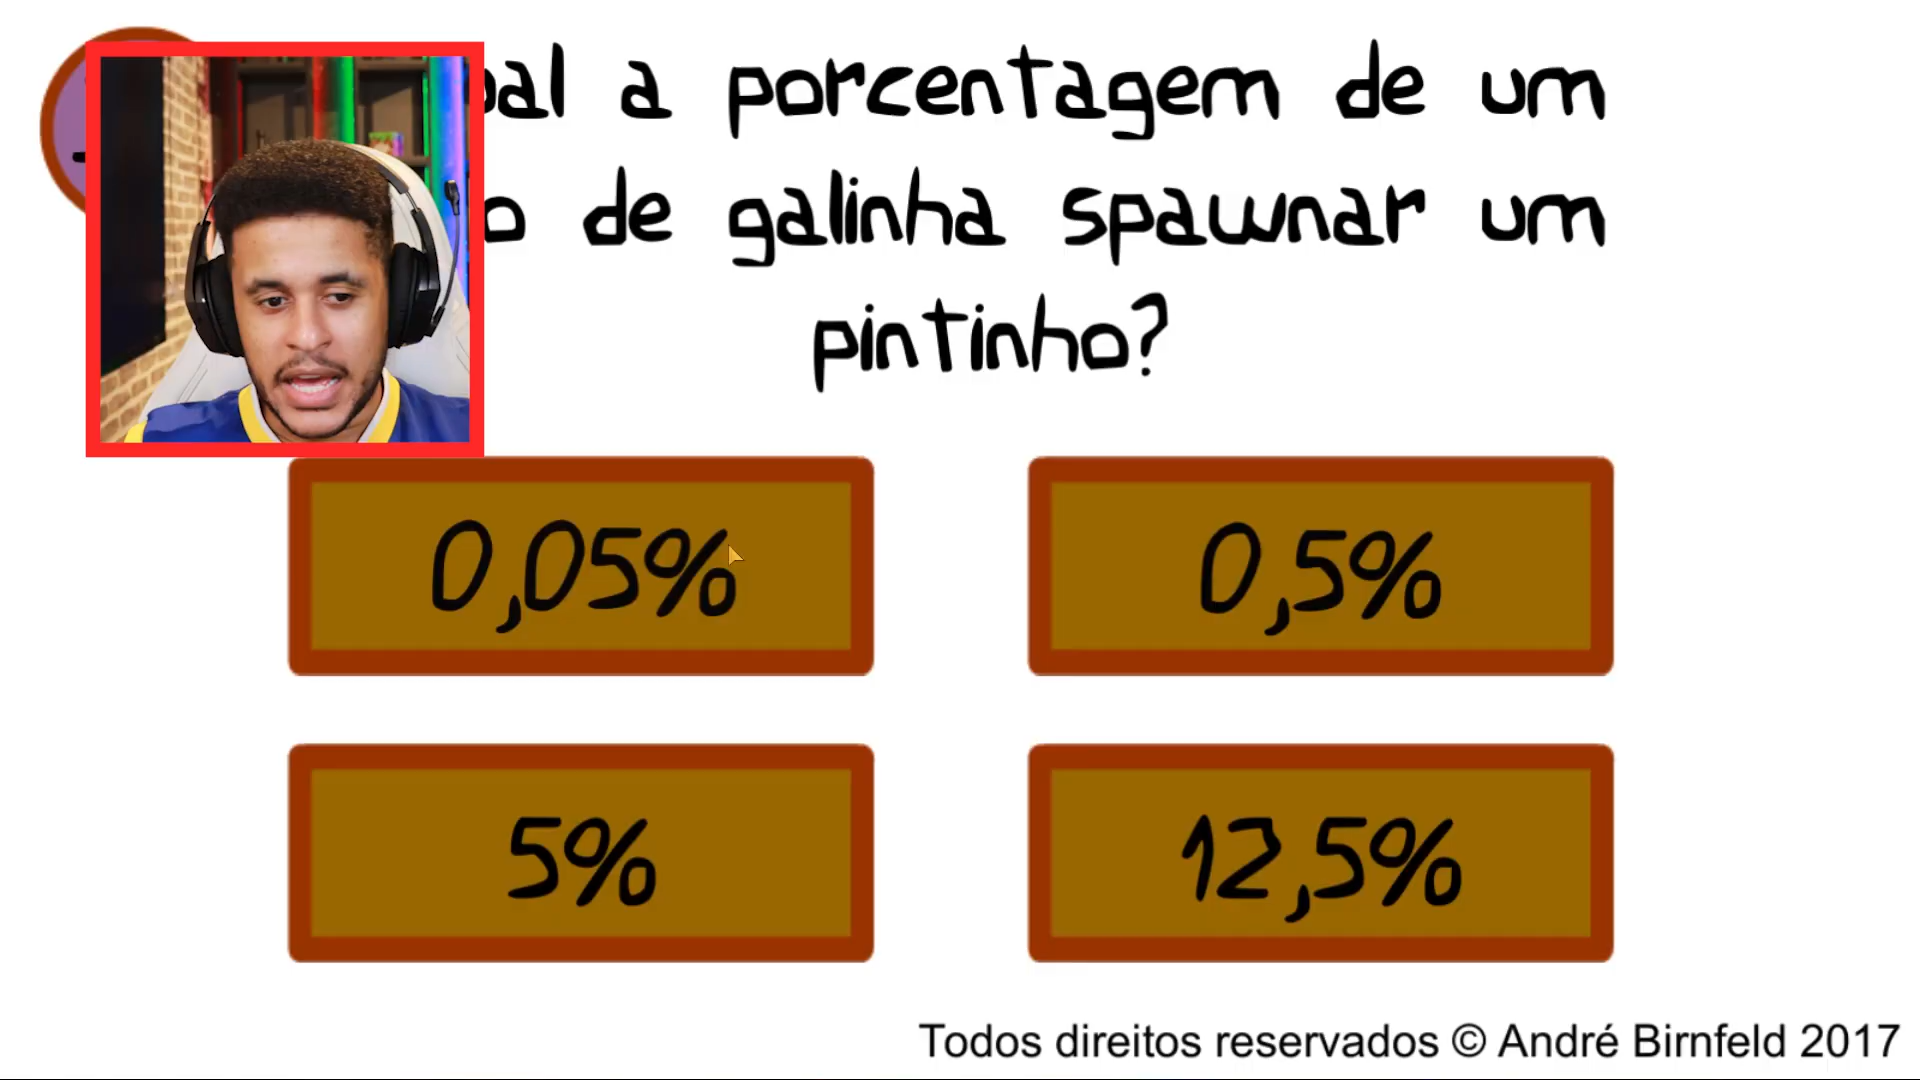 a porcentagem de um
de galinha spawnar um
pintinho?
0,05%
0,5%
5%
12,5%
Todos direitos reservados © André Birnfeld 2017